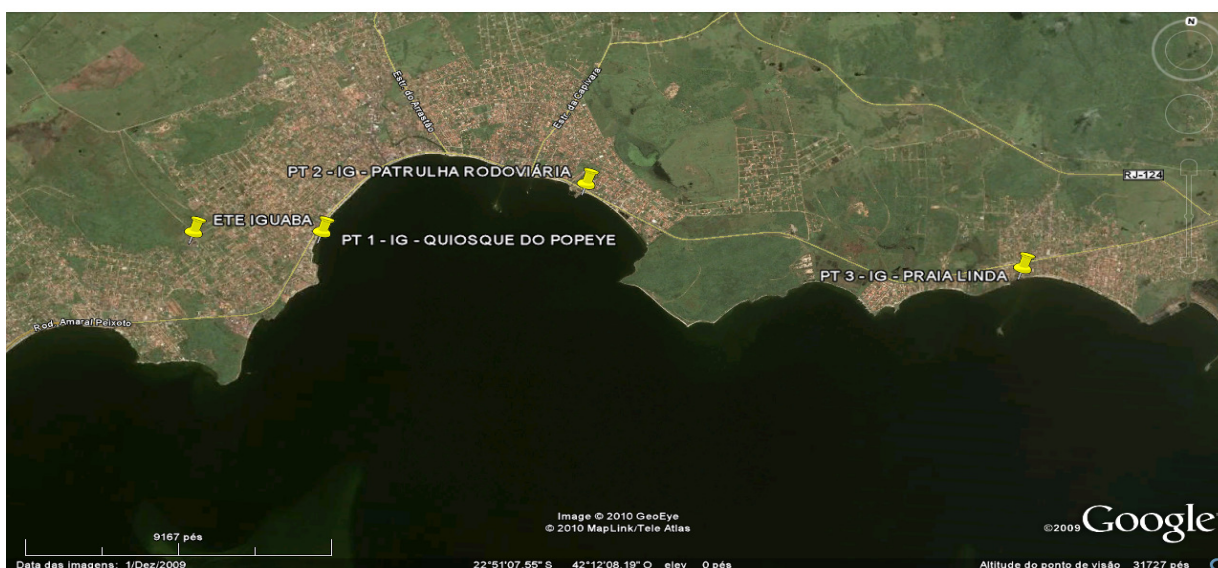 N
Estr. do Arrastão
Estr. da Capivara
PT 2 - IG - PATRULHA RODOVIÁRIA
RJ-124
ETE IGUABA
PT 1 - IG - QUIOSQUE DO POPEYE
PT 3 - IG - PRAIA LINDA
Rod. Amaral Peixoto
Image © 2010 GeoEye
© 2010 MapLink/Tele Atlas
©2009 Google
9167 pés
Data das imagens: 1/Dez/2009 22°51'07.55" S 42°12'08.19" O elev 0 pés Altitude do ponto de visão 31727 pés